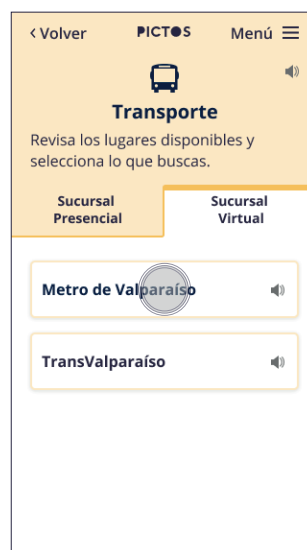 < Volver PICTOS Menú
Transporte
Revisa los lugares disponibles y
selecciona lo que buscas.
Sucursal
Presencial
Sucursal
Virtual
Metro de Valparaíso
TransValparaíso